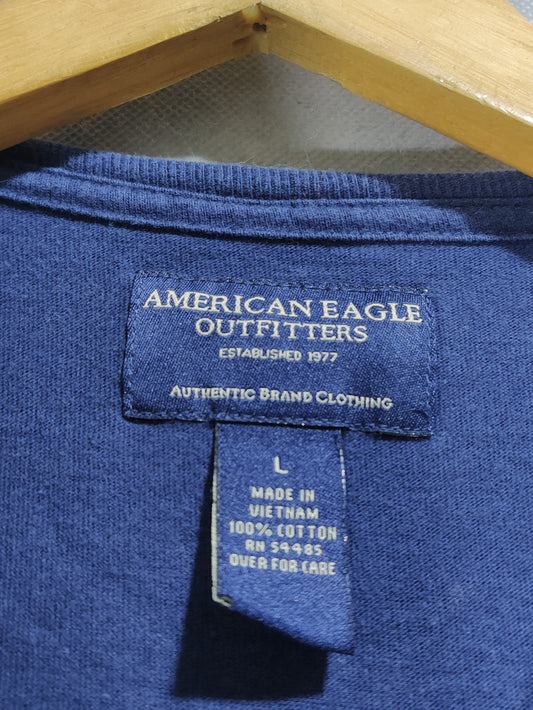 AMERICAN EAGLE
OUTFITTERS
ESTABLISHED 1977
AUTHENTIC BRAND CLOTHING
L
MADE IN
VIETNAM
100% COTTON
RN 54485
OVER FOR CARE